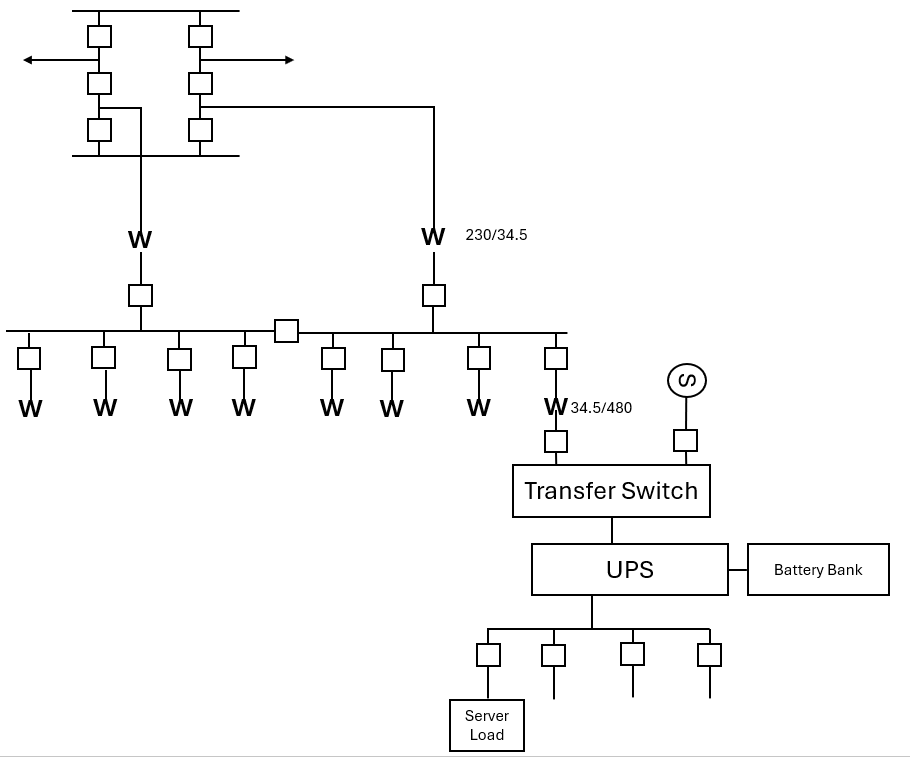 W
W
230/34.5
W
W
W
W
W
W
W
W
34.5/480
S
Transfer Switch
UPS
Battery Bank
Server
Load